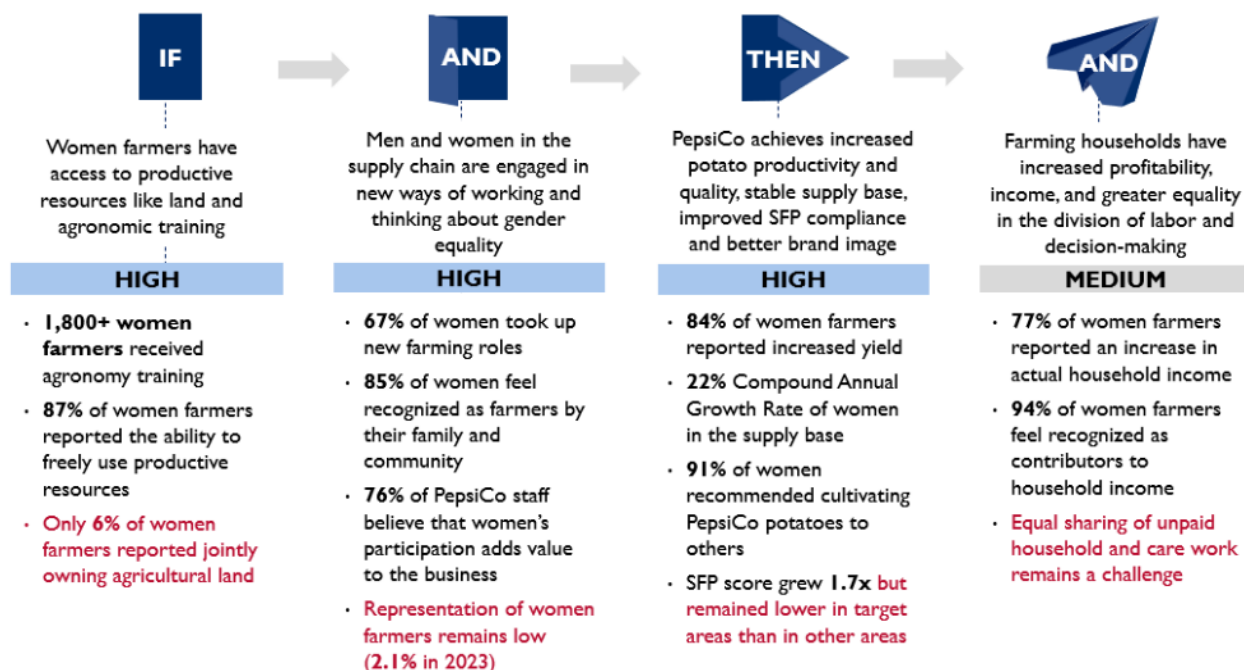 IF
Women farmers have
access to productive
resources like land and
agronomic training
HIGH
· 1,800+ women
farmers received
agronomy training
· 87% of women farmers
reported the ability to
freely use productive
resources
· Only 6% of women
farmers reported jointly
owning agricultural land
AND
Men and women in the
supply chain are engaged in
new ways of working and
thinking about gender
equality
HIGH
· 67% of women took up
new farming roles
· 85% of women feel
recognized as farmers by
their family and
community
· 76% of PepsiCo staff
believe that women's
participation adds value
to the business
· Representation of women
farmers remains low
(2.1% in 2023)
THEN
PepsiCo achieves increased
potato productivity and
quality, stable supply base,
improved SFP compliance
and better brand image
HIGH
· 84% of women farmers
reported increased yield
· 22% Compound Annual
Growth Rate of women
in the supply base
· 91% of women
recommended cultivating
PepsiCo potatoes to
others
· SFP score grew 1.7x but
remained lower in target
areas than in other areas
AND
Farming households have
increased profitability,
income, and greater equality
in the division of labor and
decision-making
MEDIUM
· 77% of women farmers
reported an increase in
actual household income
· 94% of women farmers
feel recognized as
contributors to
household income
· Equal sharing of unpaid
household and care work
remains a challenge